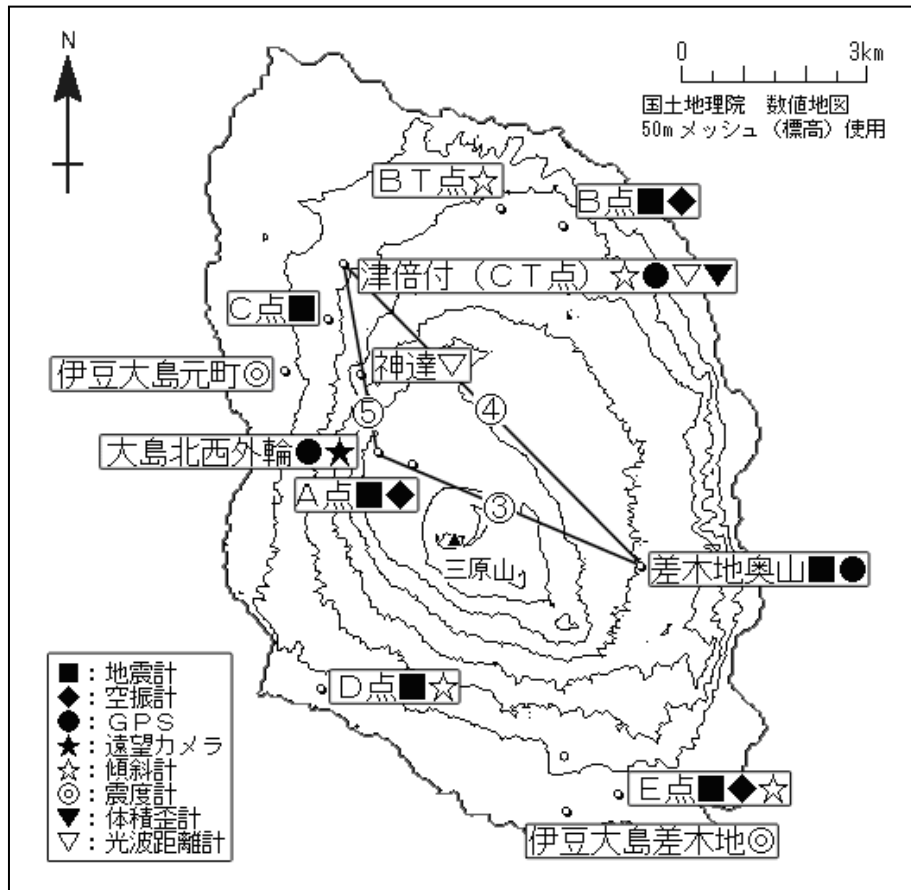 N
0 3km
国土地理院 数値地図
50mメッシュ(標高)使用
BT点☆
B点■◆
津倍付(CT点)☆●▽▼
C点■
神達▽
伊豆大島元町◎
⑤
④
大島北西外輪●★
A点■◆
③
三原山
差木地奥山■●
D点■☆
E点■◆☆
伊豆大島差木地◎
■:地震計
◆:空振計
●:GPS
★:遠望カメラ
☆:傾斜計
◎:震度計
▼:体積歪計
▽:光波距離計